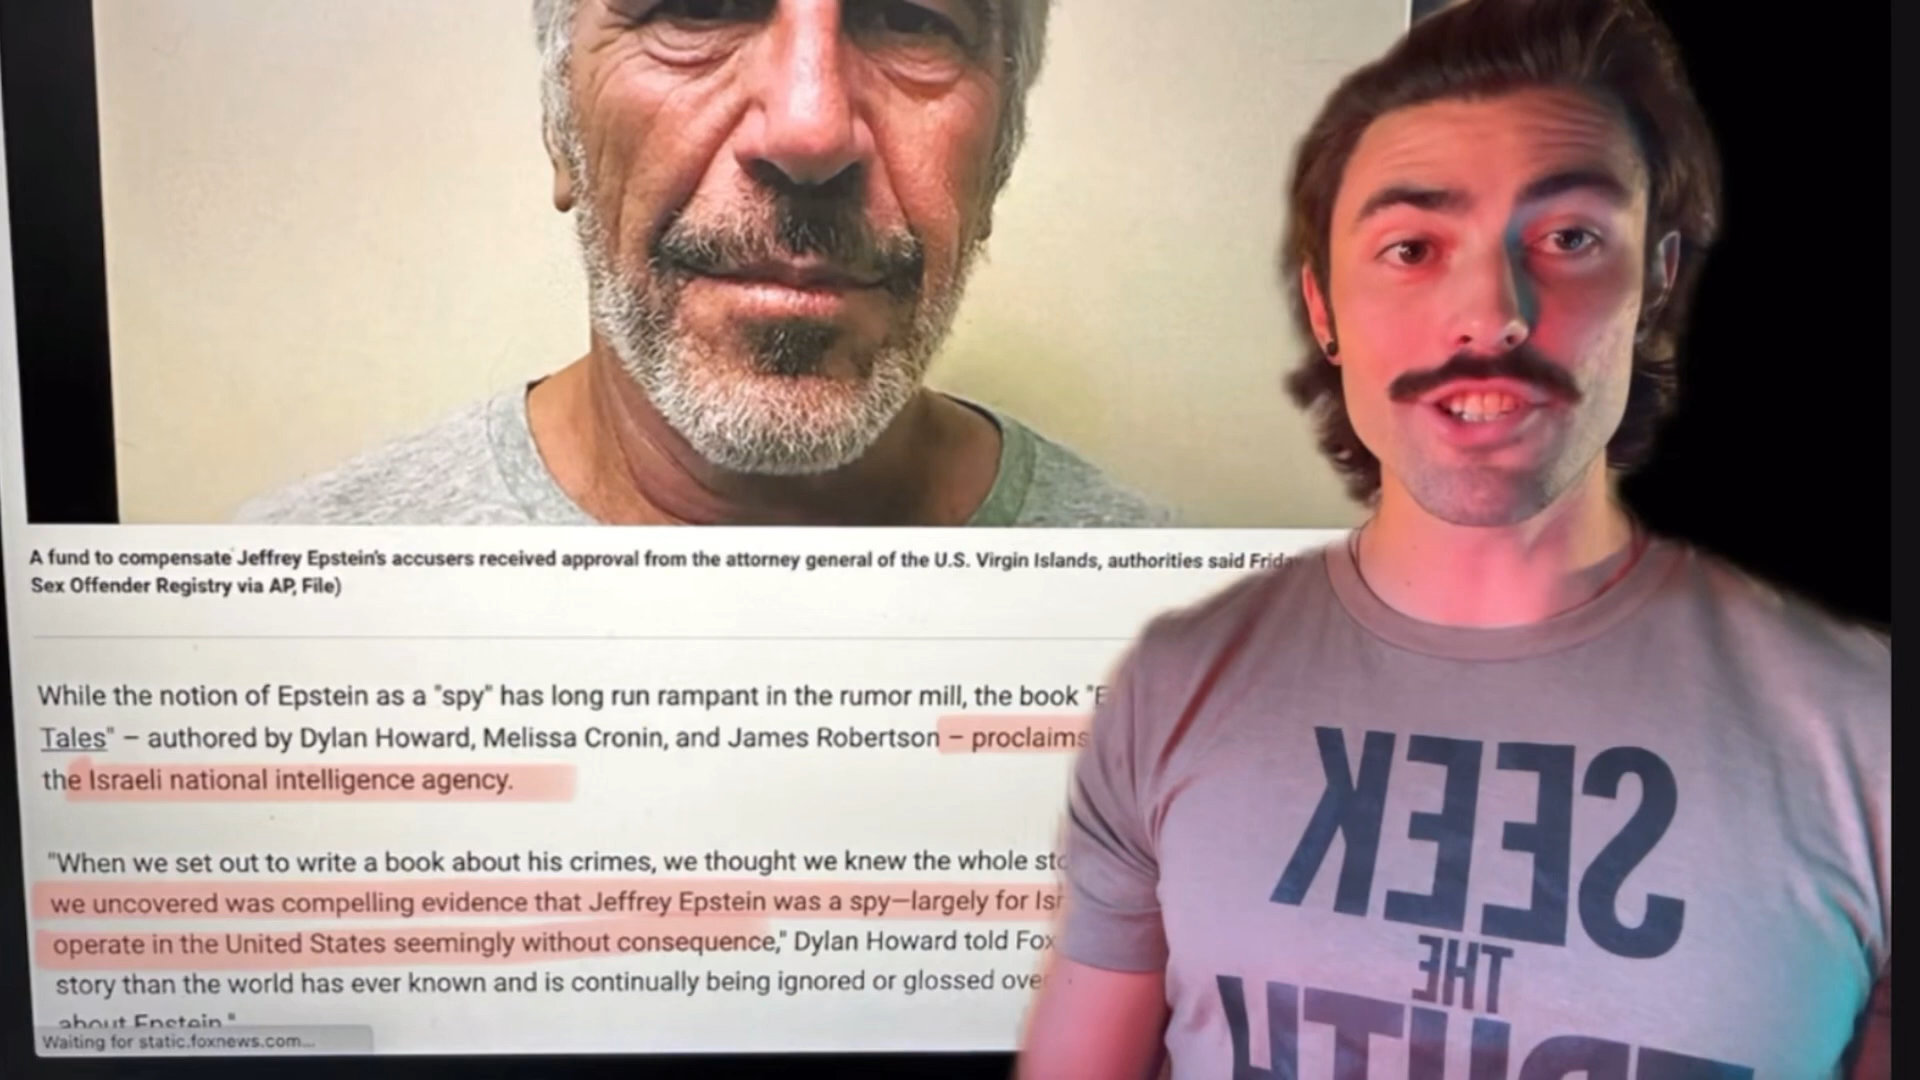 A fund to compensate Jeffrey Epstein's accusers received approval from the attorney general of the U.S. Virgin Islands, authorities said Friday
Sex Offender Registry via AP, File)
While the notion of Epstein as a "spy" has long run rampant in the rumor mill, the book "E
Tales" – authored by Dylan Howard, Melissa Cronin, and James Robertson – proclaims
the Israeli national intelligence agency.
"When we set out to write a book about his crimes, we thought we knew the whole sto
we uncovered was compelling evidence that Jeffrey Epstein was a spy—largely for Isr
operate in the United States seemingly without consequence," Dylan Howard told Fox
story than the world has ever known and is continually being ignored or glossed over
about Epstein."
Waiting for static.foxnews.com...
SEEK
THE
TRUTH